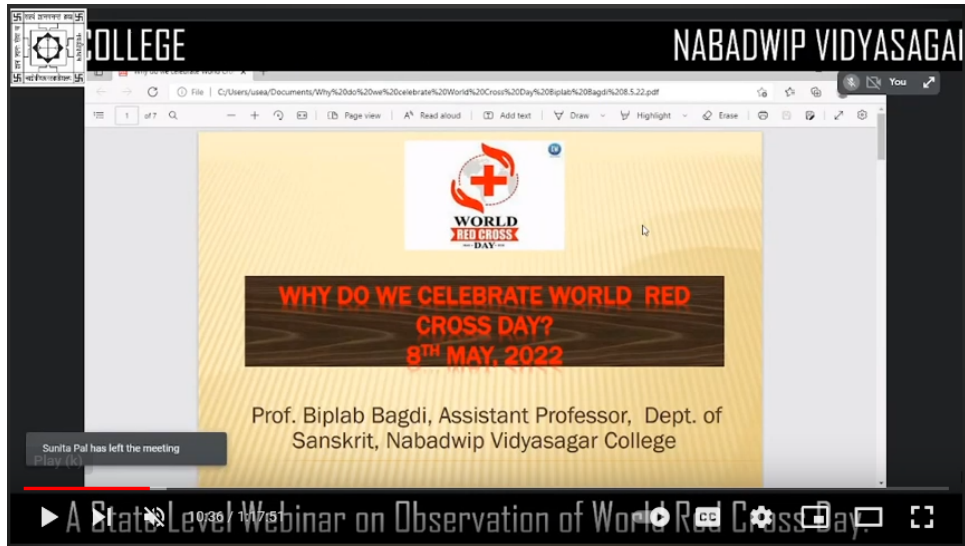 COLLEGE
NABADWIP VIDYASAGAI
You
File
C:/Users/usea/Documents/Why%20do%20we%20celebrate%20World%20Cross%20Day%20Biplab%20Bagdi%208.5.22.pdf
1 of 7
Page view
Read aloud
Add text
Draw
Highlight
Erase
WORLD
RED CROSS
DAY
WHY DO WE CELEBRATE WORLD RED
CROSS DAY?
8TH MAY, 2022
Prof. Biplab Bagdi, Assistant Professor, Dept. of
Sanskrit, Nabadwip Vidyasagar College
Sunita Pal has left the meeting
Play (k)
A State Level Webinar on Observation of World Red Cross Day.
10:36 / 1:17:51
CC